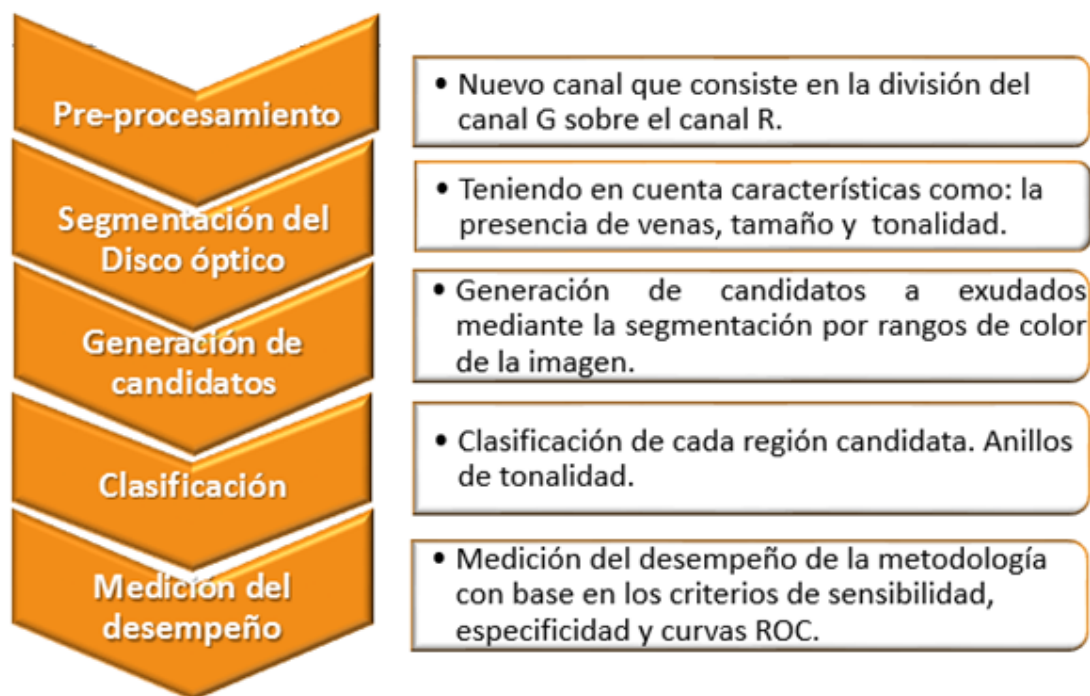 Pre-procesamiento
• Nuevo canal que consiste en la división del
canal G sobre el canal R.
Segmentación del
Disco óptico
• Teniendo en cuenta características como: la
presencia de venas, tamaño y tonalidad.
Generación de
candidatos
• Generación de candidatos a exudados
mediante la segmentación por rangos de color
de la imagen.
Clasificación
• Clasificación de cada región candidata. Anillos
de tonalidad.
Medición del
desempeño
• Medición del desempeño de la metodología
con base en los criterios de sensibilidad,
especificidad y curvas ROC.